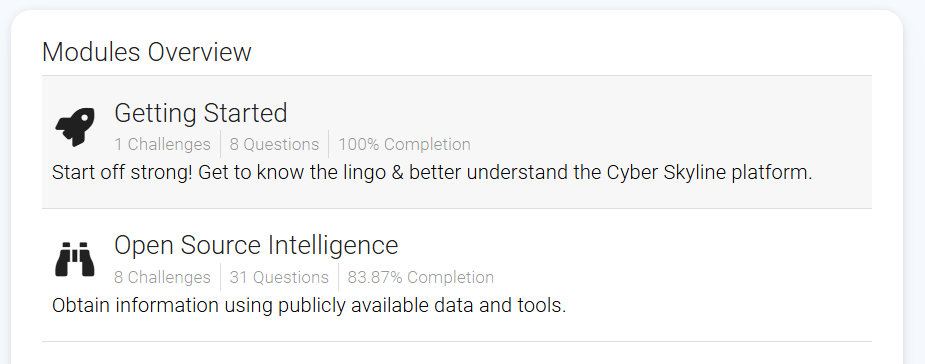 Modules Overview
Getting Started
1 Challenges
8 Questions
100% Completion
Start off strong! Get to know the lingo & better understand the Cyber Skyline platform.
Open Source Intelligence
8 Challenges
31 Questions
83.87% Completion
Obtain information using publicly available data and tools.